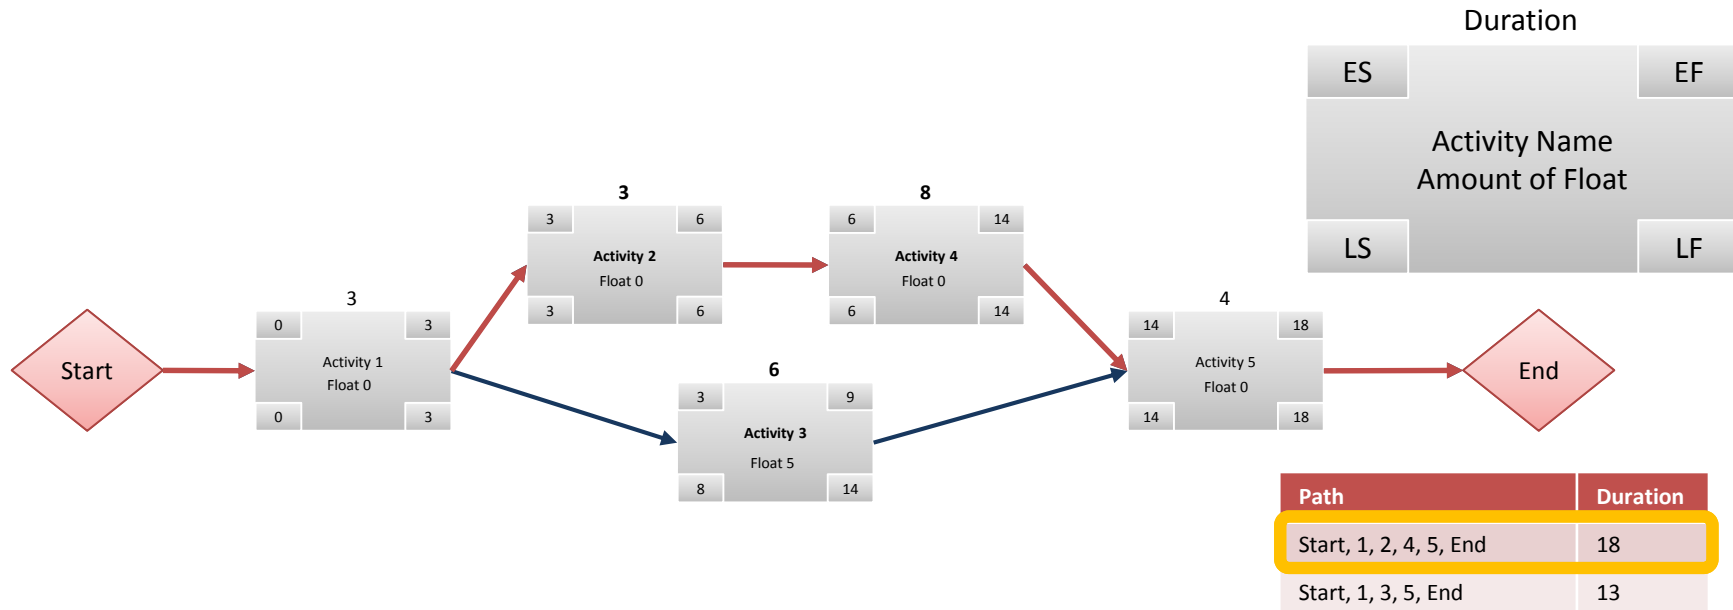 Duration
ES EF
Activity Name
Amount of Float
LS LF
Start
3
0 3
Activity 1
Float 0
0 3
3
3 6
Activity 2
Float 0
3 6
8
6 14
Activity 4
Float 0
6 14
6
3 9
Activity 3
Float 5
8 14
4
14 18
Activity 5
Float 0
14 18
End
Path Duration
Start, 1, 2, 4, 5, End 18
Start, 1, 3, 5, End 13